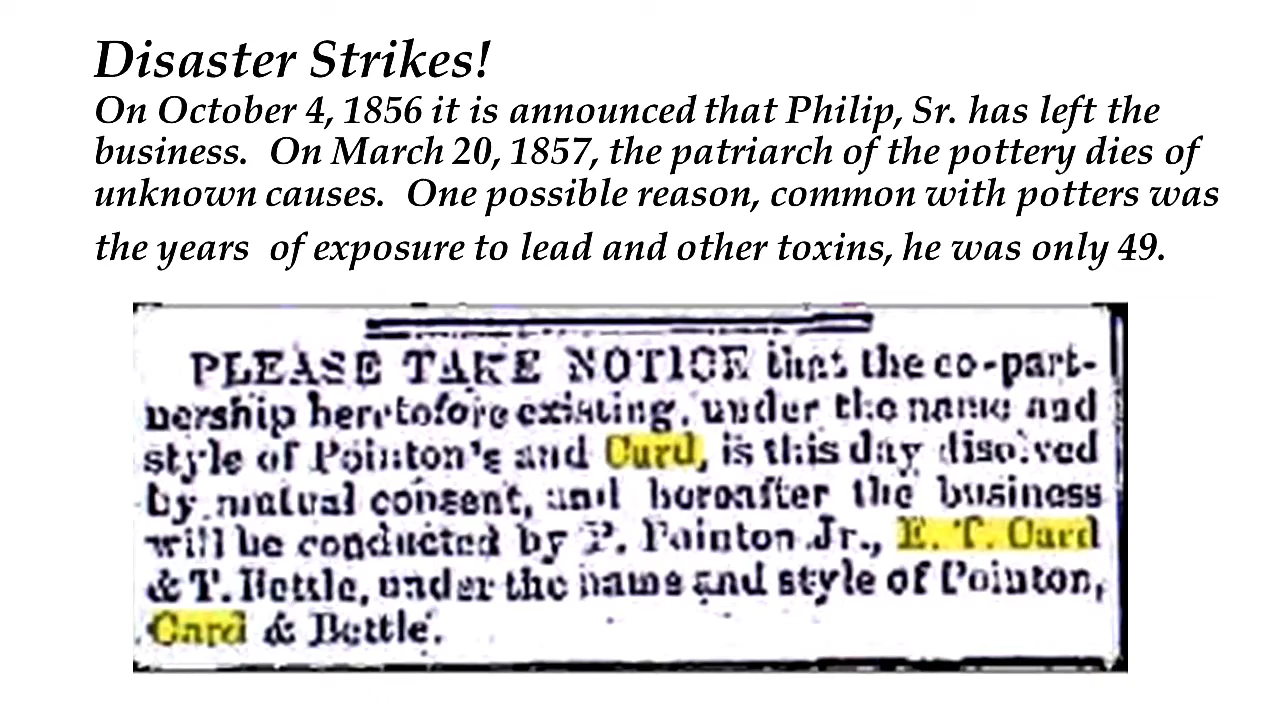 Disaster Strikes!
On October 4, 1856 it is announced that Philip, Sr. has left the
business. On March 20, 1857, the patriarch of the pottery dies of
unknown causes. One possible reason, common with potters was
the years of exposure to lead and other toxins, he was only 49.
PLEASE TAKE NOTICE that the co-part-
nership heretofore existing, under the name and
style of Pointon's and Card, is this day disolved
by mutual consent, and hereafter the business
will be conducted by P. Pointon Jr., E. T. Card
& T. Bettle, under the name and style of Pointon,
Card & Bettle.